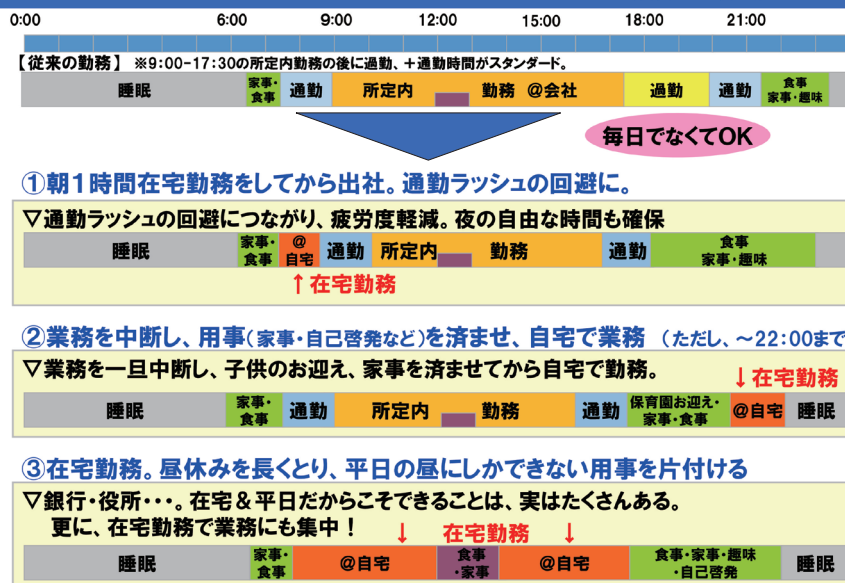 0:00 6:00 9:00 12:00 15:00 18:00 21:00
【従来の勤務】 ※9:00-17:30の所定内勤務の後に過勤、＋通勤時間がスタンダード。
睡眠 家事・食事 通勤 所定内 勤務 @会社 過勤 通勤 食事 家事・趣味
毎日でなくてOK
①朝１時間在宅勤務をしてから出社。通勤ラッシュの回避に。
▽通勤ラッシュの回避につながり、疲労度軽減。夜の自由な時間も確保
睡眠 家事・食事 @自宅 通勤 所定内 勤務 通勤 食事 家事・趣味
↑在宅勤務
②業務を中断し、用事(家事・自己啓発など)を済ませ、自宅で業務 （ただし、～22:00まで
▽業務を一旦中断し、子供のお迎え、家事を済ませてから自宅で勤務。
↓在宅勤務
睡眠 家事・食事 通勤 所定内 勤務 通勤 保育園お迎え・家事・食事 @自宅 睡眠
③在宅勤務。昼休みを長くとり、平日の昼にしかできない用事を片付ける
▽銀行・役所・・・。在宅＆平日だからこそできることは、実はたくさんある。
更に、在宅勤務で業務にも集中！
↓ 在宅勤務 ↓
睡眠 家事・食事 @自宅 食事・家事 @自宅 食事・家事・趣味・自己啓発 睡眠